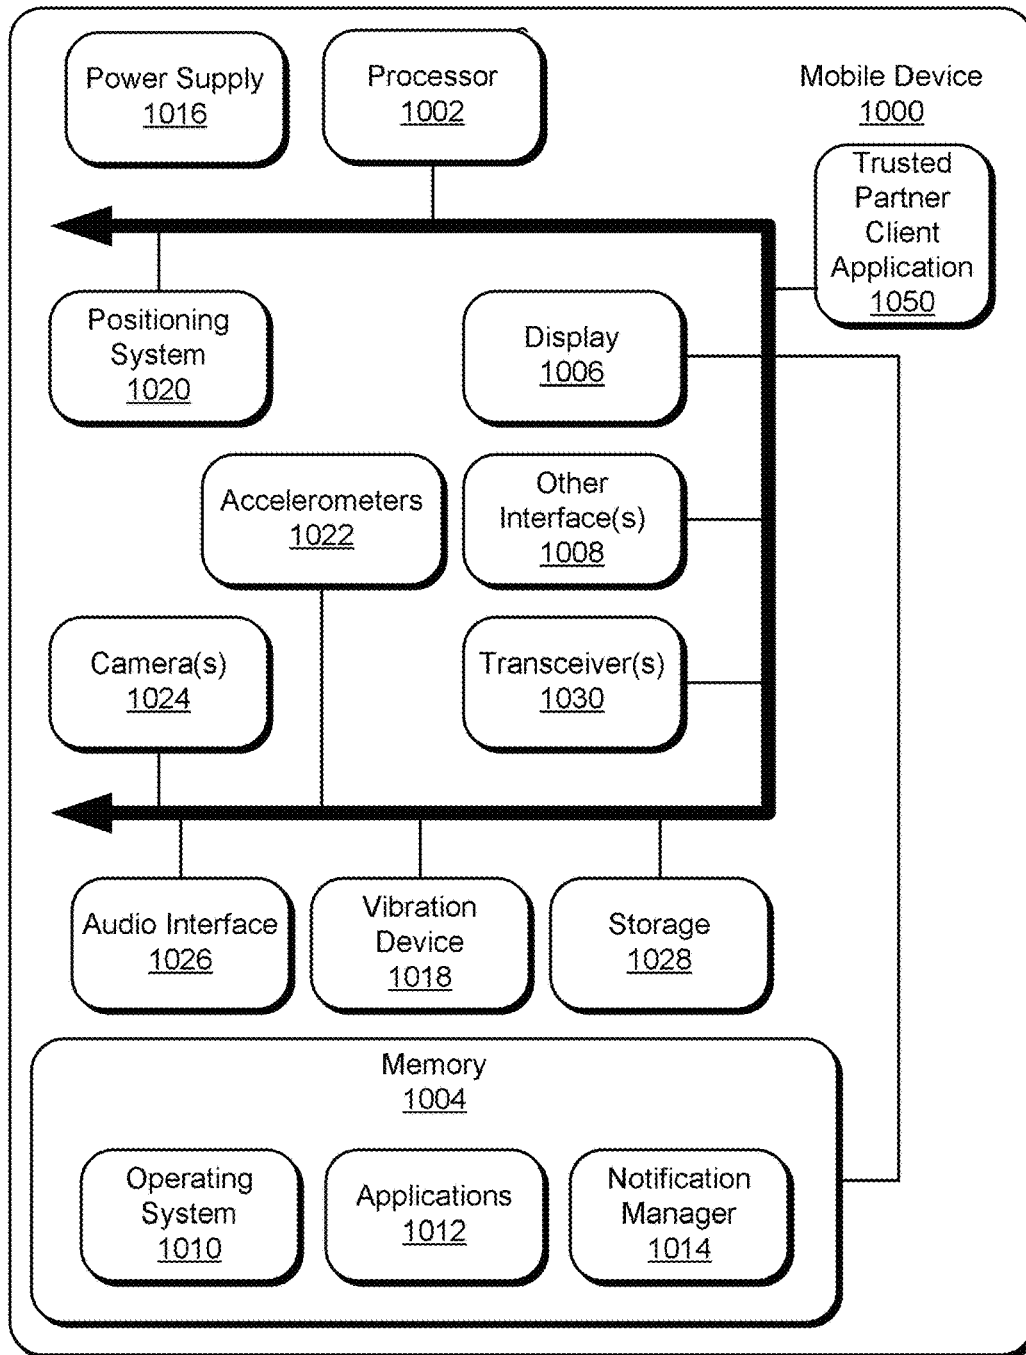 Power Supply
1016
Processor
1002
Mobile Device
1000
Trusted
Partner
Client
Application
1050
Positioning
System
1020
Display
1006
Accelerometers
1022
Other
Interface(s)
1008
Camera(s)
1024
Transceiver(s)
1030
Audio Interface
1026
Vibration
Device
1018
Storage
1028
Memory
1004
Operating
System
1010
Applications
1012
Notification
Manager
1014